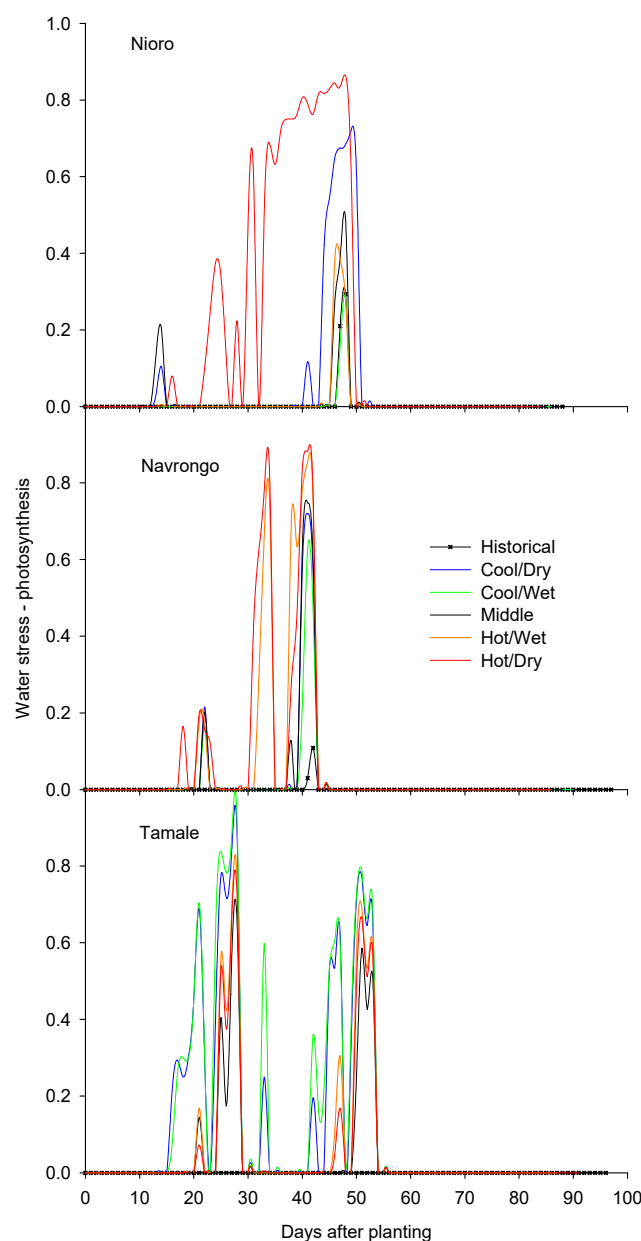 1.0
Nioro
0.8
0.6
0.4
0.2
0.0
Navrongo
0.8
0.6
0.4
0.2
0.0
Water stress - photosynthesis
Historical
Cool/Dry
Cool/Wet
Middle
Hot/Wet
Hot/Dry
Tamale
0.8
0.6
0.4
0.2
0.0
0 10 20 30 40 50 60 70 80 90 100
Days after planting